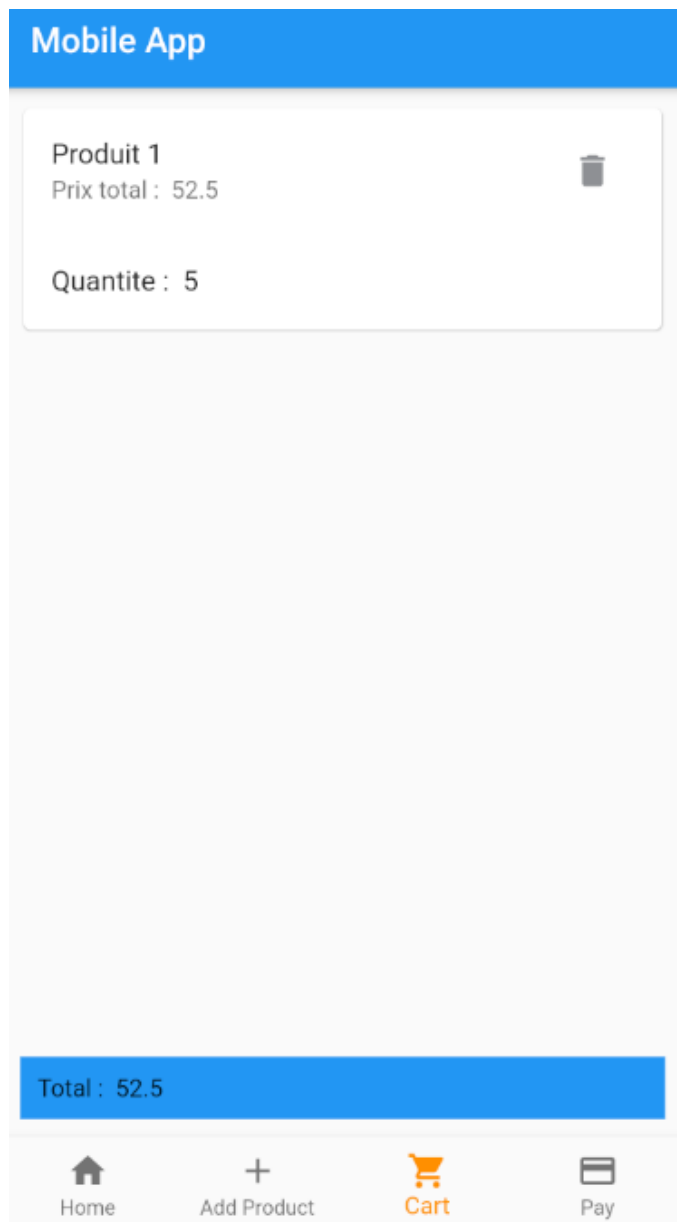 Mobile App
Produit 1
Prix total : 52.5
Quantite : 5
Total : 52.5
Home
Add Product
Cart
Pay